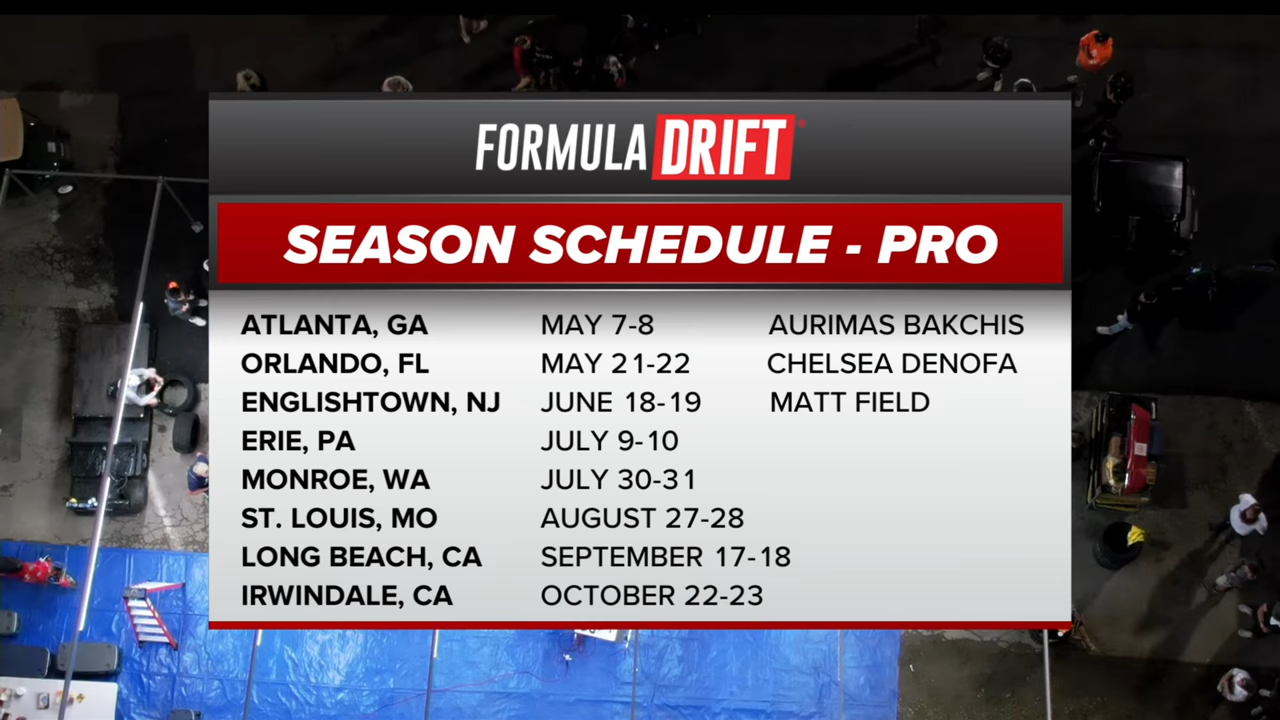 FORMULA DRIFT
SEASON SCHEDULE - PRO
ATLANTA, GA MAY 7-8 AURIMAS BAKCHIS
ORLANDO, FL MAY 21-22 CHELSEA DENOFA
ENGLISHTOWN, NJ JUNE 18-19 MATT FIELD
ERIE, PA JULY 9-10
MONROE, WA JULY 30-31
ST. LOUIS, MO AUGUST 27-28
LONG BEACH, CA SEPTEMBER 17-18
IRWINDALE, CA OCTOBER 22-23